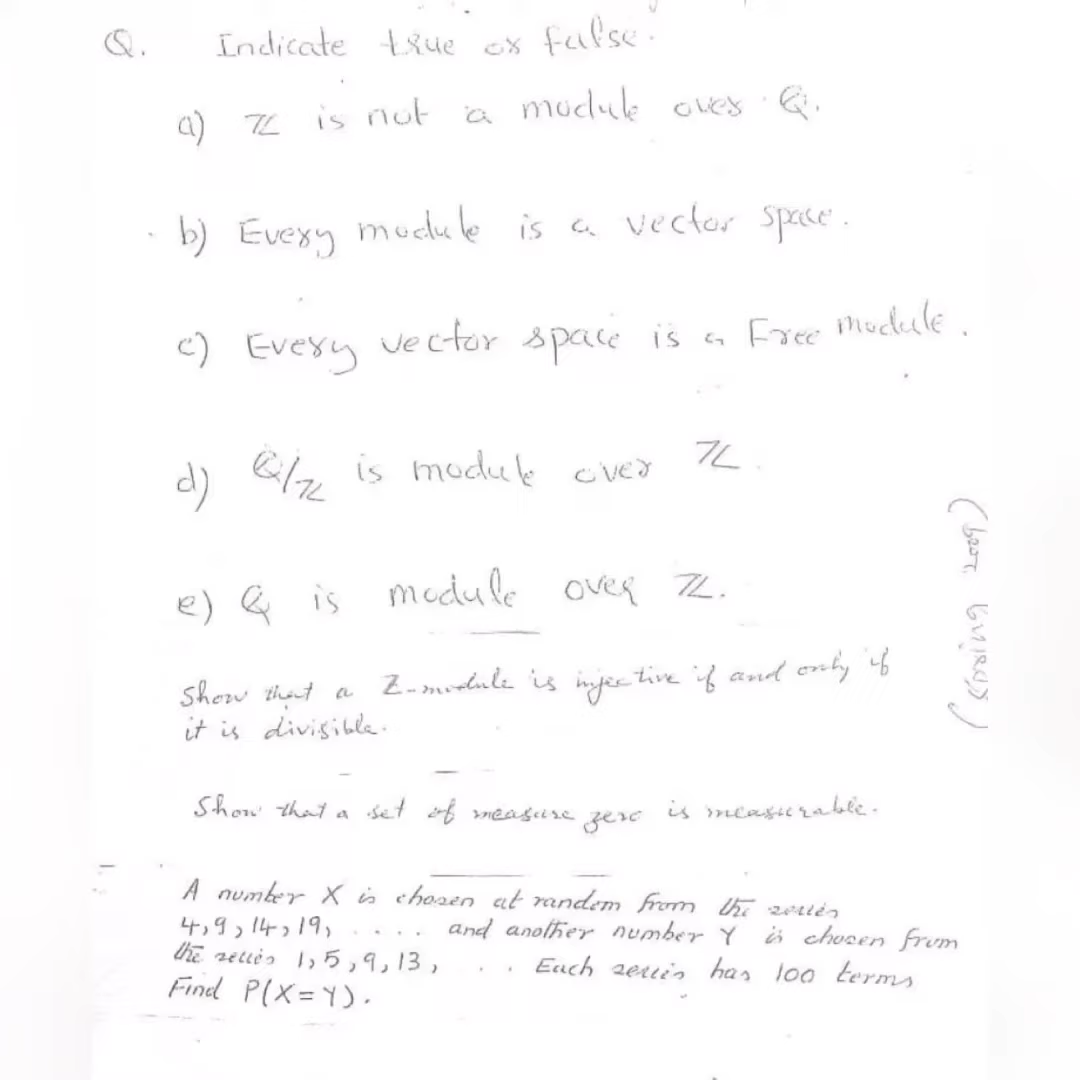 Q. Indicate true or false.
a) ℤ is not a module over Q.
b) Every module is a vector space.
c) Every vector space is a Free module.
d) Q/ℤ is module over ℤ.
e) Q is module over ℤ.
Show that a Z-module is injective if and only if
it is divisible.
Show that a set of measure zero is measurable.
A number X is chosen at random from the series
4, 9, 14, 19, .... and another number Y is chosen from
the series 1, 5, 9, 13, .. Each series has 100 terms
Find P(X=Y).